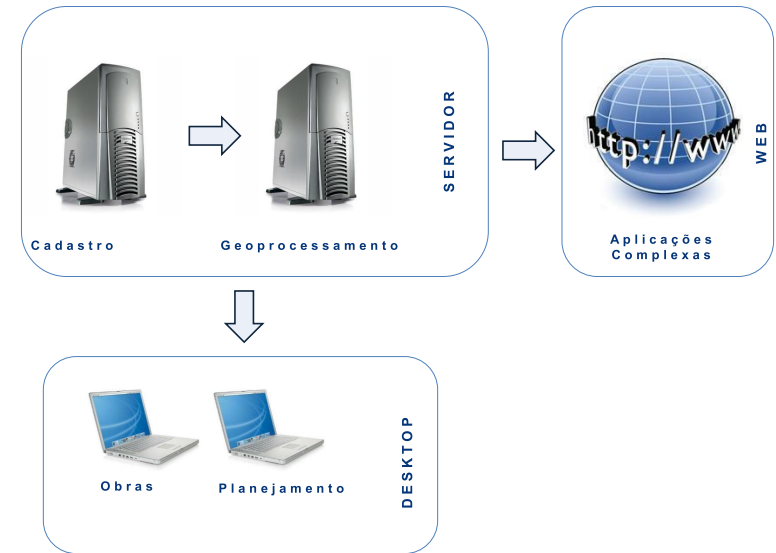 Cadastro
Geoprocessamento
SERVIDOR
http://www
WEB
Aplicações
Complexas
Obras
Planejamento
DESKTOP